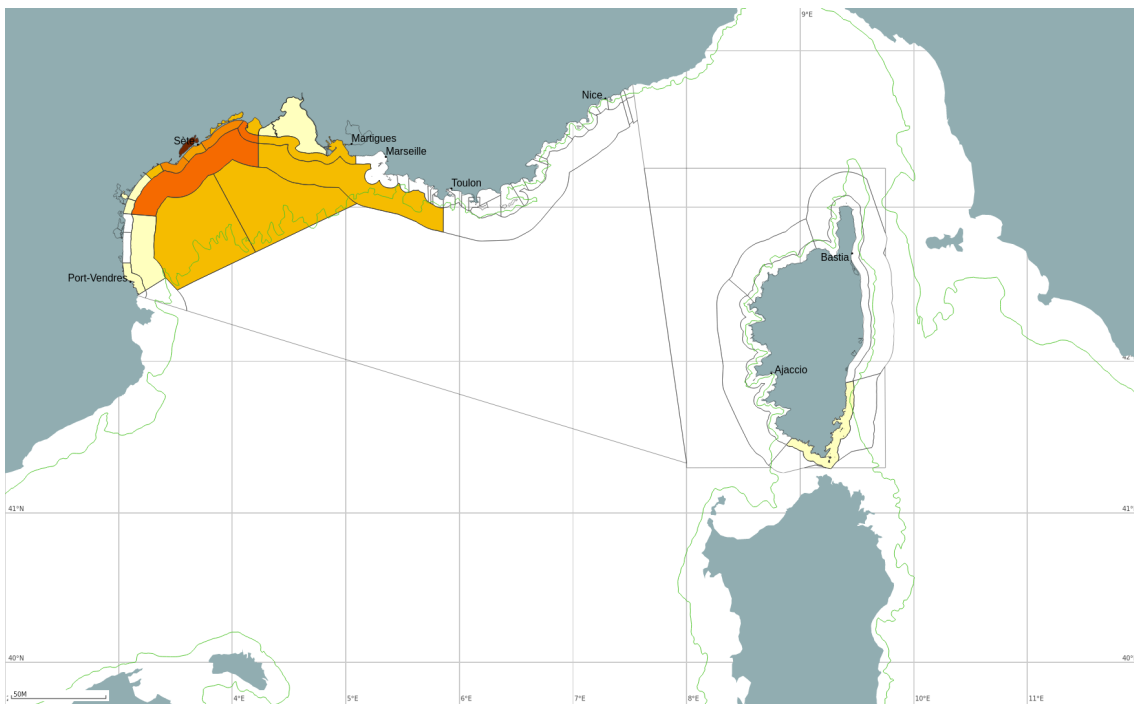 9°E
Nice
Sète
Martigues
Marseille
Toulon
Port-Vendres
Bastia
42°
Ajaccio
41°N
41°
40°N
40°
50M
4°E
5°E
6°E
7°E
8°E
9°E
10°E
11°E